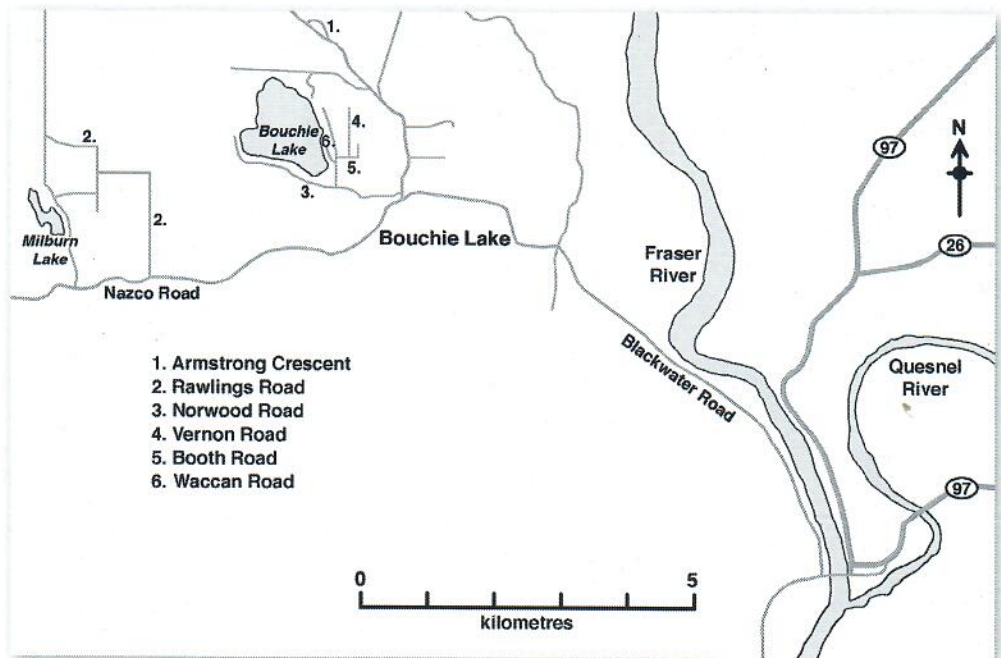 1.
2.
4.
97
Bouchie
Lake
6.
5.
N
3.
2.
26
Milburn
Lake
Bouchie Lake
Fraser
River
Nazco Road
Blackwater Road
Quesnel
River
1. Armstrong Crescent
2. Rawlings Road
3. Norwood Road
4. Vernon Road
5. Booth Road
6. Waccan Road
97
0 5
kilometres